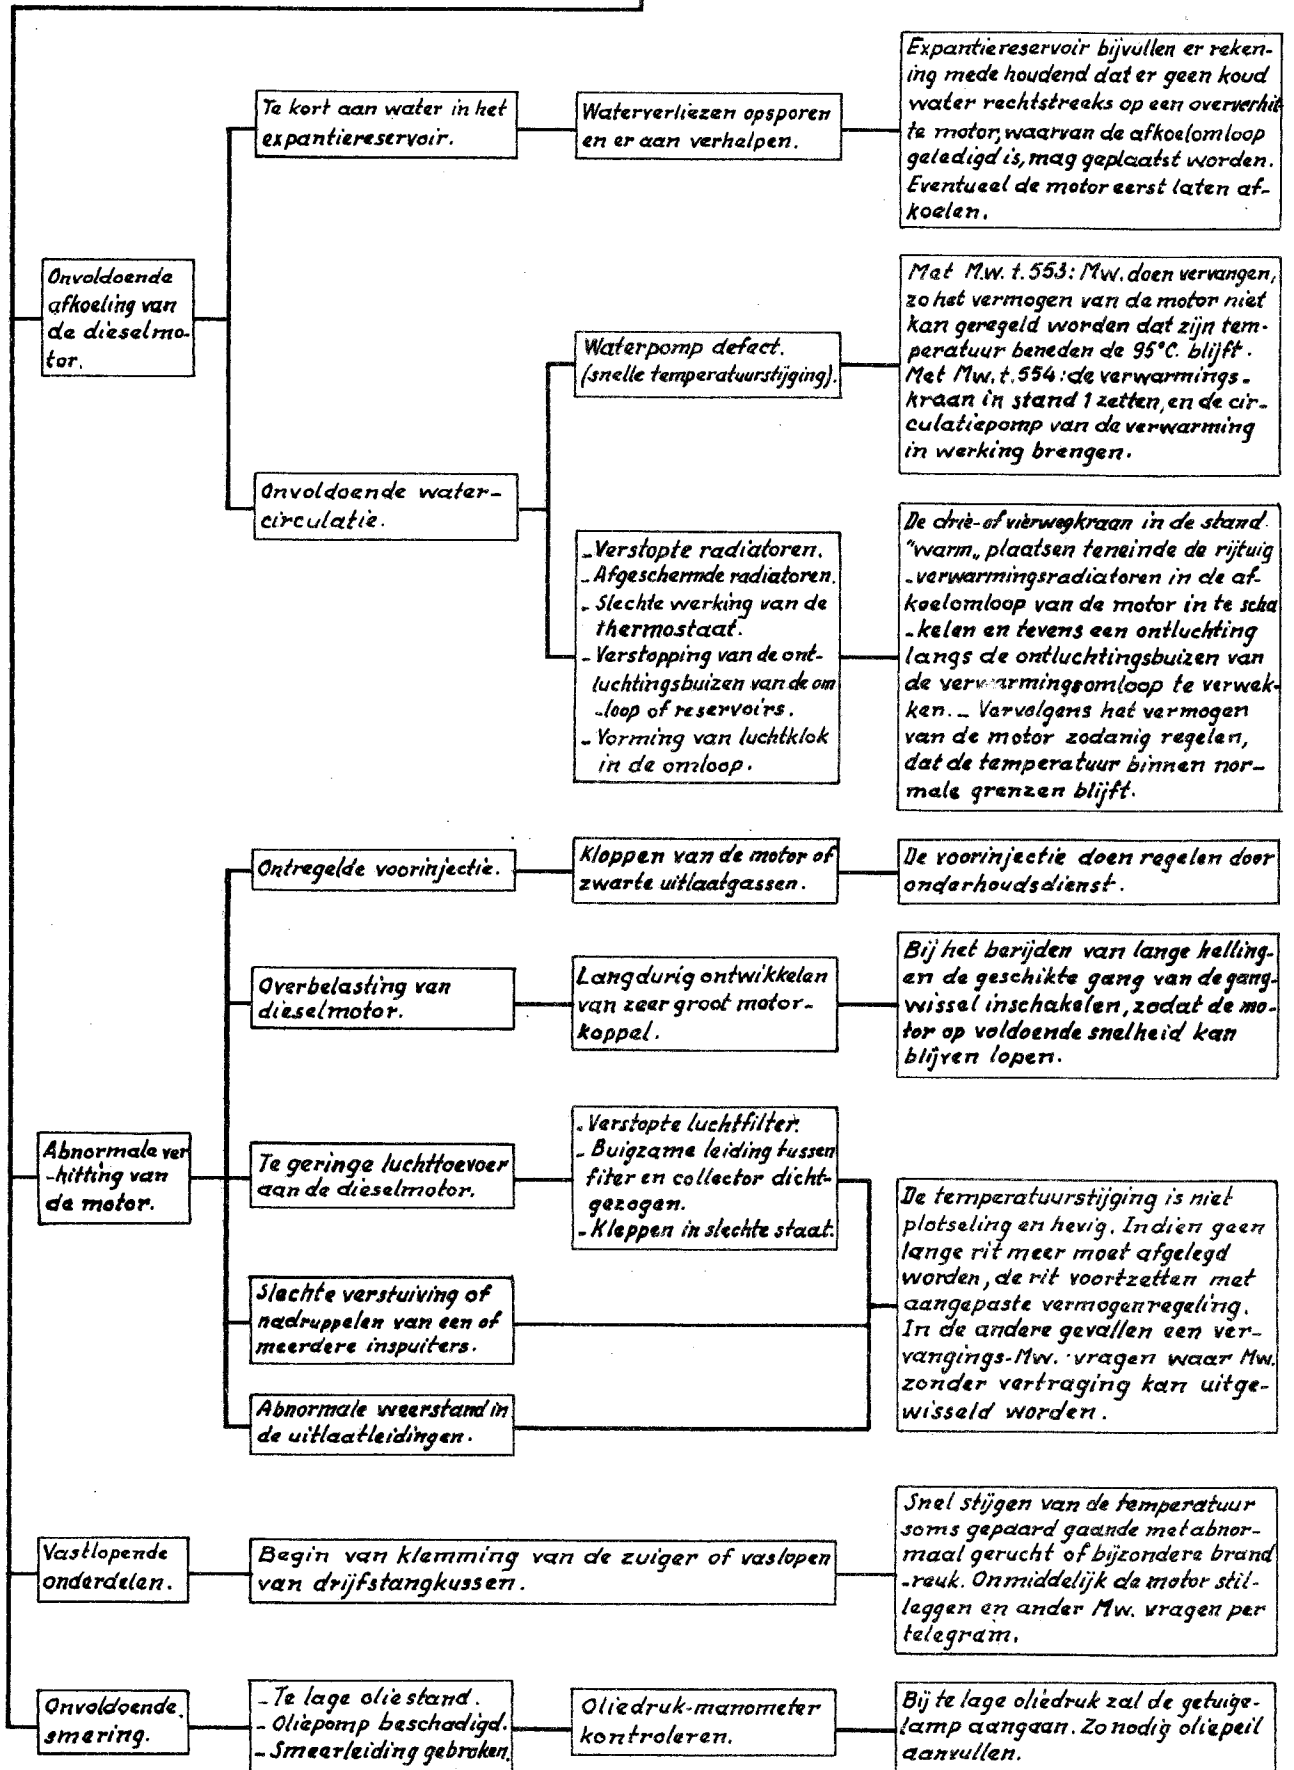 Te kort aan water in het
expantiereservoir.
Waterverliezen opsporen
en er aan verhelpen.
Expantiereservoir bijvullen er reken-
ing mede houdend dat er geen koud
water rechtstreeks op een oververhit-
te motor, waarvan de afkoelomloop
geledigd is, mag geplaatst worden.
Eventueel de motor eerst laten af-
koelen.
Onvoldoende
afkoeling van
de dieselmo-
tor.
Waterpomp defect.
(snelle temperatuurstijging).
Met M.w. t. 553: Mw. doen vervangen,
zo het vermogen van de motor niet
kan geregeld worden dat zijn tem-
peratuur beneden de 95°C. blijft.
Met Mw. t. 554: de verwarmings-
kraan in stand 1 zetten, en de cir-
culatiepomp van de verwarming
in werking brengen.
Onvoldoende water-
circulatie.
- Verstopte radiatoren.
- Afgeschermde radiatoren.
- Slechte werking van de
thermostaat.
- Verstopping van de ont-
luchtingsbuizen van de om
-loop of reservoirs.
- Vorming van luchtklok
in de omloop.
De drie- of vierwegkraan in de stand
"warm„ plaatsen teneinde de rijtuig
-verwarmingsradiatoren in de af-
koelomloop van de motor in te scha
-kelen en tevens een ontluchting
langs de ontluchtingsbuizen van
de verwarmingsomloop te verwek-
ken. - Vervolgens het vermogen
van de motor zodanig regelen,
dat de temperatuur binnen nor-
male grenzen blijft.
Ontregelde voorinjectie.
Kloppen van de motor of
zwarte uitlaatgassen.
De voorinjectie doen regelen door
onderhoudsdienst.
Overbelasting van
dieselmotor.
Langdurig ontwikkelen
van zeer groot motor-
koppel.
Bij het berijden van lange helling-
en de geschikte gang van de gang-
wissel inschakelen, zodat de mo-
tor op voldoende snelheid kan
blijven lopen.
Abnormale ver
-hitting van
de motor.
Te geringe luchttoevoer
aan de dieselmotor.
- Verstopte luchtfilter.
- Buigzame leiding tussen
fiter en collector dicht-
gezogen.
- Kleppen in slechte staat.
De temperatuurstijging is niet
plotseling en hevig. Indien geen
lange rit meer moet afgelegd
worden, de rit voortzetten met
aangepaste vermogenregeling.
In de andere gevallen een ver-
vangings-Mw. vragen waar Mw.
zonder vertraging kan uitge-
wisseld worden.
Slechte verstuiving of
nadruppelen van een of
meerdere inspuiters.
Abnormale weerstand in
de uitlaatleidingen.
Vastlopende
onderdelen.
Begin van klemming van de zuiger of vaslopen
van drijfstangkussen.
Snel stijgen van de temperatuur
soms gepaard gaande met abnor-
maal gerucht of bijzondere brand
-reuk. Onmiddelijk de motor stil-
leggen en ander Mw. vragen per
telegram.
Onvoldoende
smering.
- Te lage oliestand.
- Oliepomp beschadigd.
- Smeerleiding gebroken.
Oliedruk-manometer
kontroleren.
Bij te lage oliedruk zal de getuige-
lamp aangaan. Zo nodig oliepeil
aanvullen.